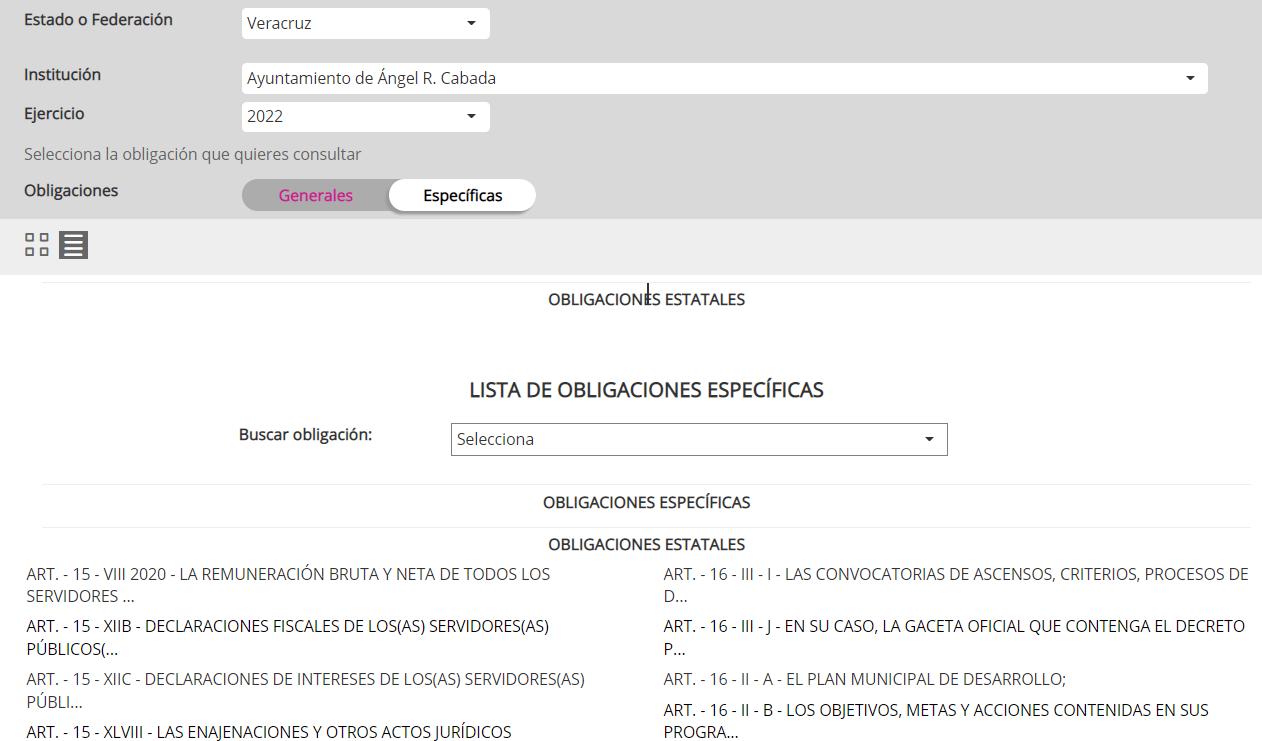 Estado o Federación
Veracruz
Institución
Ayuntamiento de Ángel R. Cabada
Ejercicio
2022
Selecciona la obligación que quieres consultar
Obligaciones
Generales
Específicas
OBLIGACIONES ESTATALES
LISTA DE OBLIGACIONES ESPECÍFICAS
Buscar obligación:
Selecciona
OBLIGACIONES ESPECÍFICAS
OBLIGACIONES ESTATALES
ART. - 15 - VIII 2020 - LA REMUNERACIÓN BRUTA Y NETA DE TODOS LOS
SERVIDORES ...
ART. - 15 - XIIB - DECLARACIONES FISCALES DE LOS(AS) SERVIDORES(AS)
PÚBLICOS(...
ART. - 15 - XIIC - DECLARACIONES DE INTERESES DE LOS(AS) SERVIDORES(AS)
PÚBLI...
ART. - 15 - XLVIII - LAS ENAJENACIONES Y OTROS ACTOS JURÍDICOS
ART. - 16 - III - I - LAS CONVOCATORIAS DE ASCENSOS, CRITERIOS, PROCESOS DE
D...
ART. - 16 - III - J - EN SU CASO, LA GACETA OFICIAL QUE CONTENGA EL DECRETO
P...
ART. - 16 - II - A - EL PLAN MUNICIPAL DE DESARROLLO;
ART. - 16 - II - B - LOS OBJETIVOS, METAS Y ACCIONES CONTENIDAS EN SUS
PROGRA...